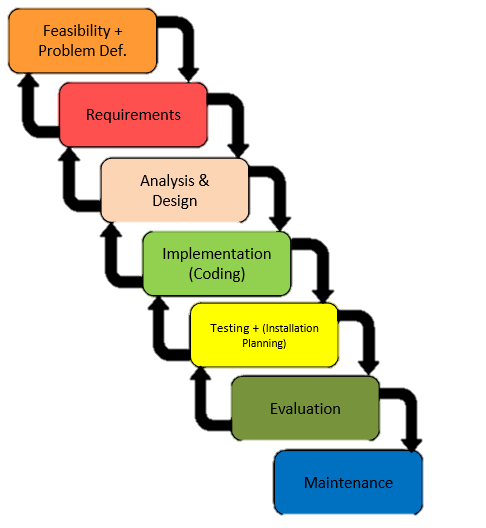 Feasibility +
Problem Def.
Requirements
Analysis &
Design
Implementation
(Coding)
Testing + (Installation
Planning)
Evaluation
Maintenance